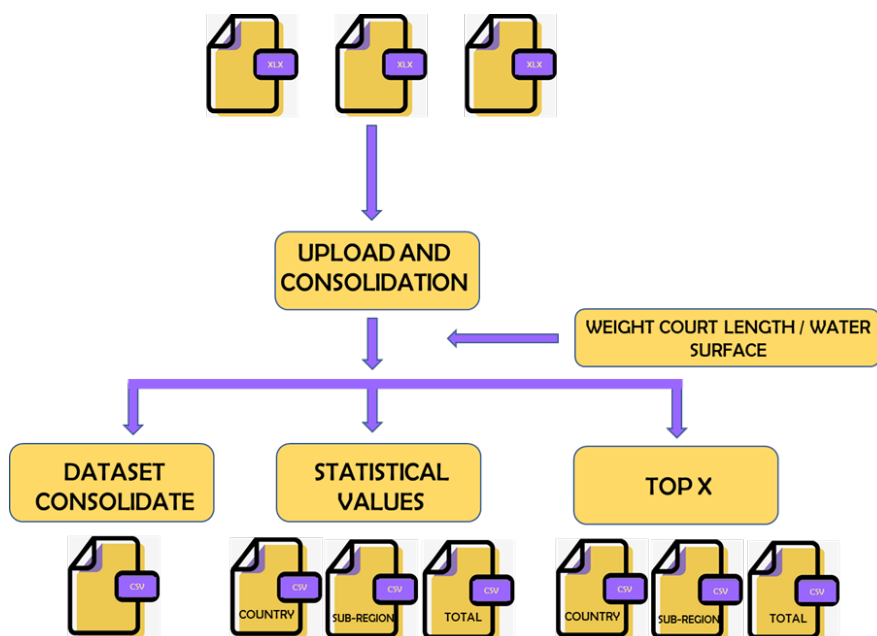 XLX
XLX
XLX
UPLOAD AND
CONSOLIDATION
WEIGHT COURT LENGTH / WATER
SURFACE
DATASET
CONSOLIDATE
STATISTICAL
VALUES
TOP X
CSV
CSV
COUNTRY
CSV
SUB-REGION
CSV
TOTAL
CSV
COUNTRY
CSV
SUB-REGION
CSV
TOTAL